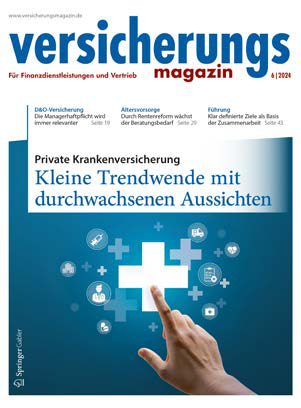 www.versicherungsmagazin.de
versicherungs
magazin
Für Finanzdienstleistungen und Vertrieb
6 | 2024
D&O-Versicherung
Die Managerhaftpflicht wird
immer relevanter Seite 19
Altersvorsorge
Durch Rentenreform wächst
der Beratungsbedarf Seite 29
Führung
Klar definierte Ziele als Basis
der Zusammenarbeit Seite 43
Private Krankenversicherung
Kleine Trendwende mit
durchwachsenen Aussichten
Springer Gabler